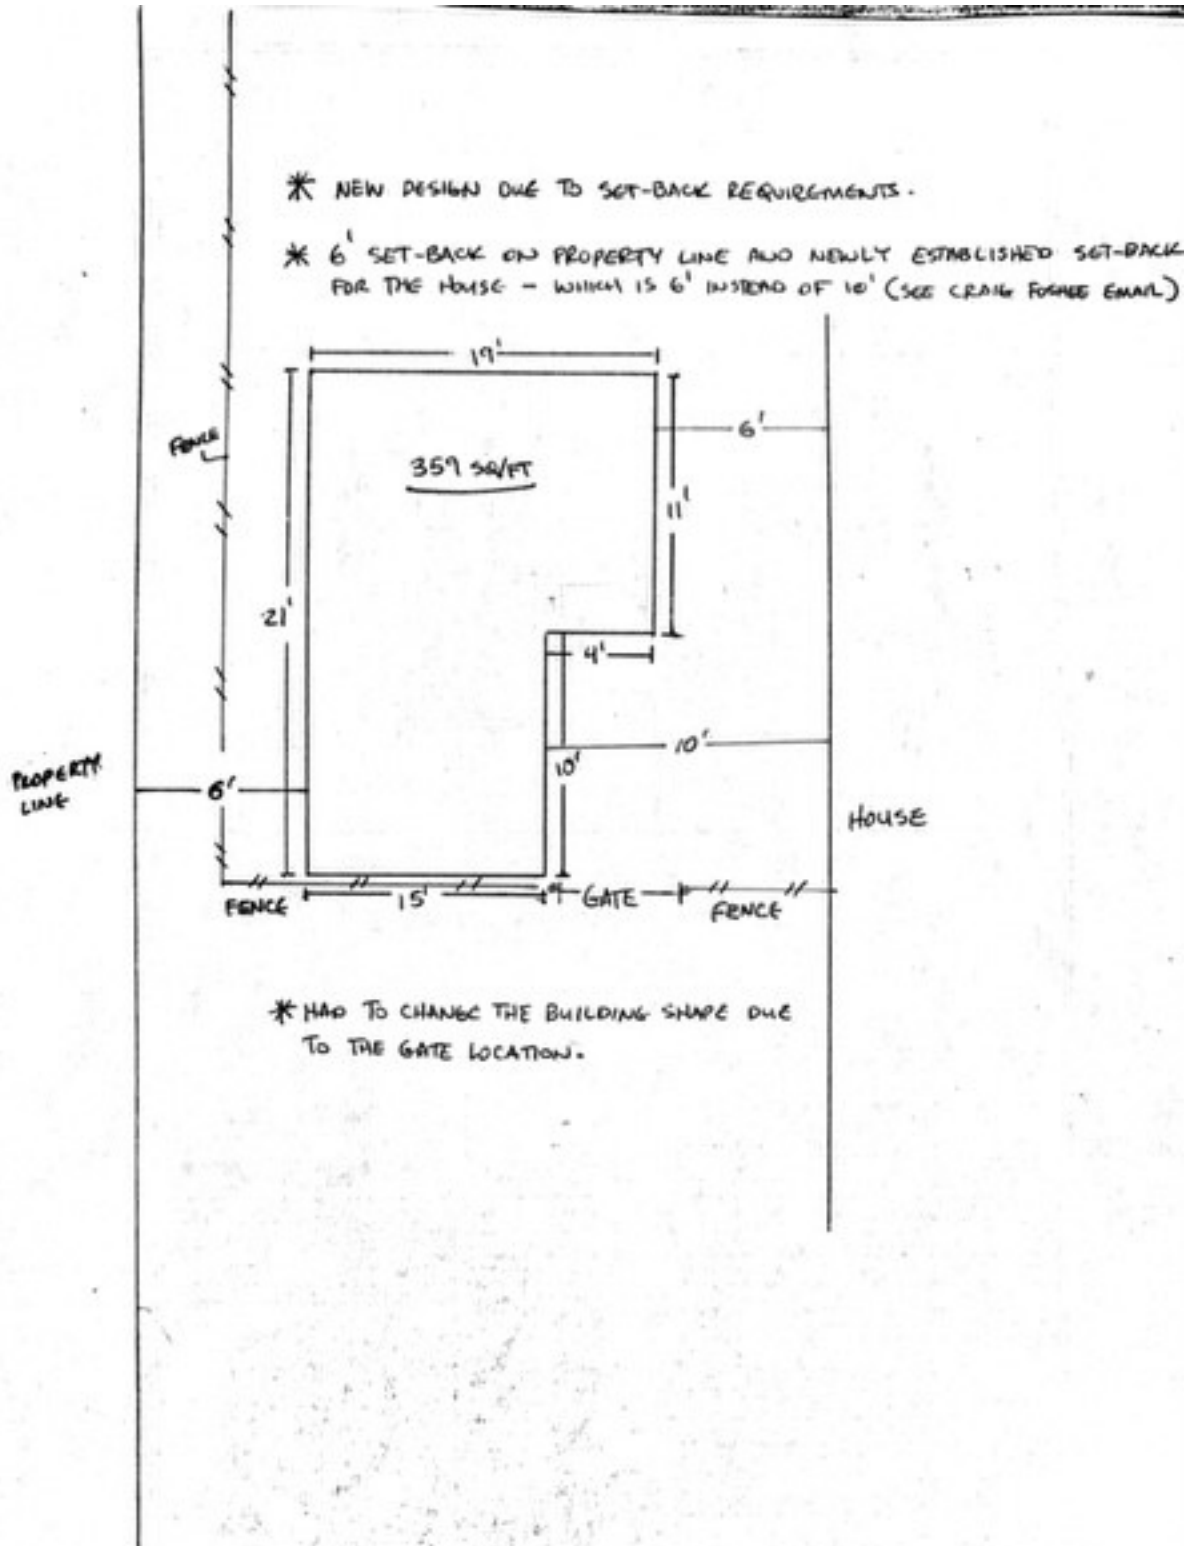 * NEW DESIGN DUE TO SET-BACK REQUIREMENTS.
* 6' SET-BACK ON PROPERTY LINE AND NEWLY ESTABLISHED SET-BACK
FOR THE HOUSE - WHICH IS 6' INSTEAD OF 10' (SEE CRAIG FOSHEE EMAIL)
19'
6'
FENCE
359 SQ/FT
11'
21'
4'
10'
10'
PROPERTY
LINE
6'
HOUSE
FENCE
15'
GATE
FENCE
* HAD TO CHANGE THE BUILDING SHAPE DUE
TO THE GATE LOCATION.